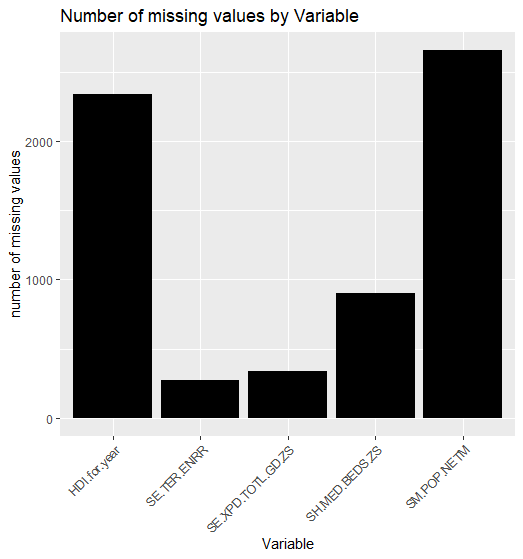 Number of missing values by Variable
number of missing values
2000
1000
0
HDI.for.year
SE.TER.ENRR
SE.XPD.TOTL.GD.ZS
SH.MED.BEDS.ZS
SM.POP.NETM
Variable